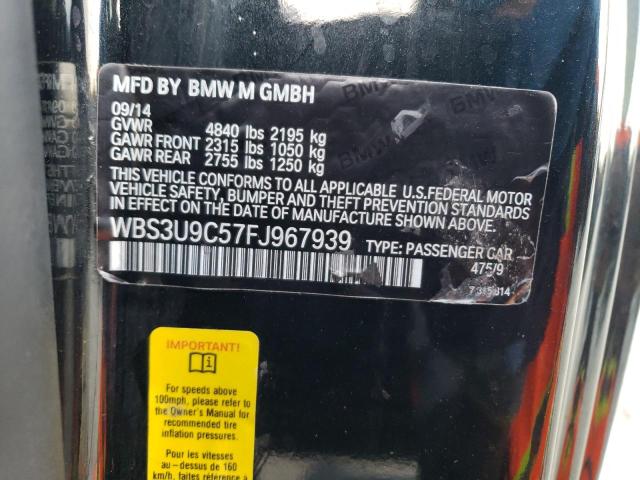 MFD BY BMW M GMBH
09/14
GVWR 4840 lbs 2195 kg
GAWR FRONT 2315 lbs 1050 kg
GAWR REAR 2755 lbs 1250 kg
THIS VEHICLE CONFORMS TO ALL APPLICABLE U.S. FEDERAL MOTOR
VEHICLE SAFETY, BUMPER AND THEFT PREVENTION STANDARDS
IN EFFECT ON THE DATE OF MANUFACTURE SHOWN ABOVE.
WBS3U9C57FJ967939 TYPE: PASSENGER CAR
475/9
IMPORTANT!
For speeds above
100mph, please refer to
the Owner's Manual for
recommended tire
inflation pressures.
Pour les vitesses
au-dessus de 160
km/h, faites référence